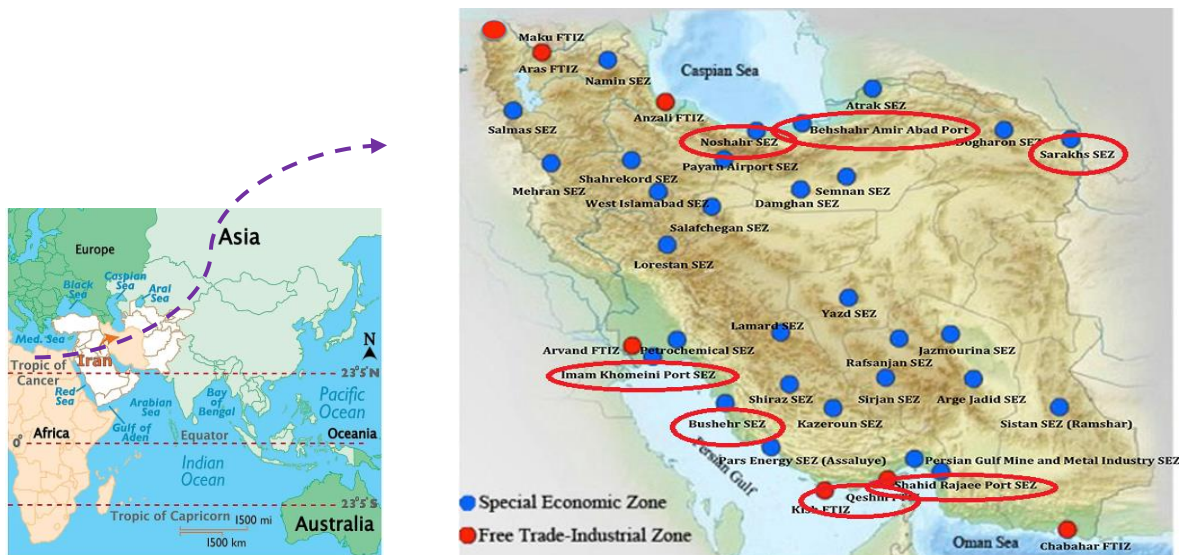 Europe
Asia
Caspian
Sea
Aral
Sea
Black
Sea
Med. Sea
Iran
N
Tropic of
Cancer
23°5'N
Red
Sea
Arabian
Sea
Bay
of
Bengal
Pacific
Ocean
Gulf of
Aden
Africa
0°
Equator
Oceania
Indian
Ocean
23°5'S
Tropic of Capricorn
1500 mi
1500 km
Australia
Maku FTIZ
Aras FTIZ
Namin SEZ
Caspian Sea
Atrak SEZ
Anzali FTIZ
Salmas SEZ
Noshahr SEZ
Behshahr Amir Abad Port
Dogharon SEZ
Sarakhs SEZ
Payam Airport SEZ
Shahrekord SEZ
Mehran SEZ
Semnan SEZ
West Islamabad SEZ
Damghan SEZ
Salafchegan SEZ
Lorestan SEZ
Yazd SEZ
Lamard SEZ
Arvand FTIZ
Petrochemical SEZ
Rafsanjan SEZ
Jazmourina SEZ
Imam Khomeini Port SEZ
Shiraz SEZ
Sirjan SEZ
Arge Jadid SEZ
Bushehr SEZ
Kazeroun SEZ
Sistan SEZ (Ramshar)
Pars Energy SEZ (Assaluye)
Persian Gulf Mine and Metal Industry SEZ
Persian Gulf
Shahid Rajaee Port SEZ
Kish FTIZ
Special Economic Zone
Free Trade-Industrial Zone
Oman Sea
Chabahar FTIZ